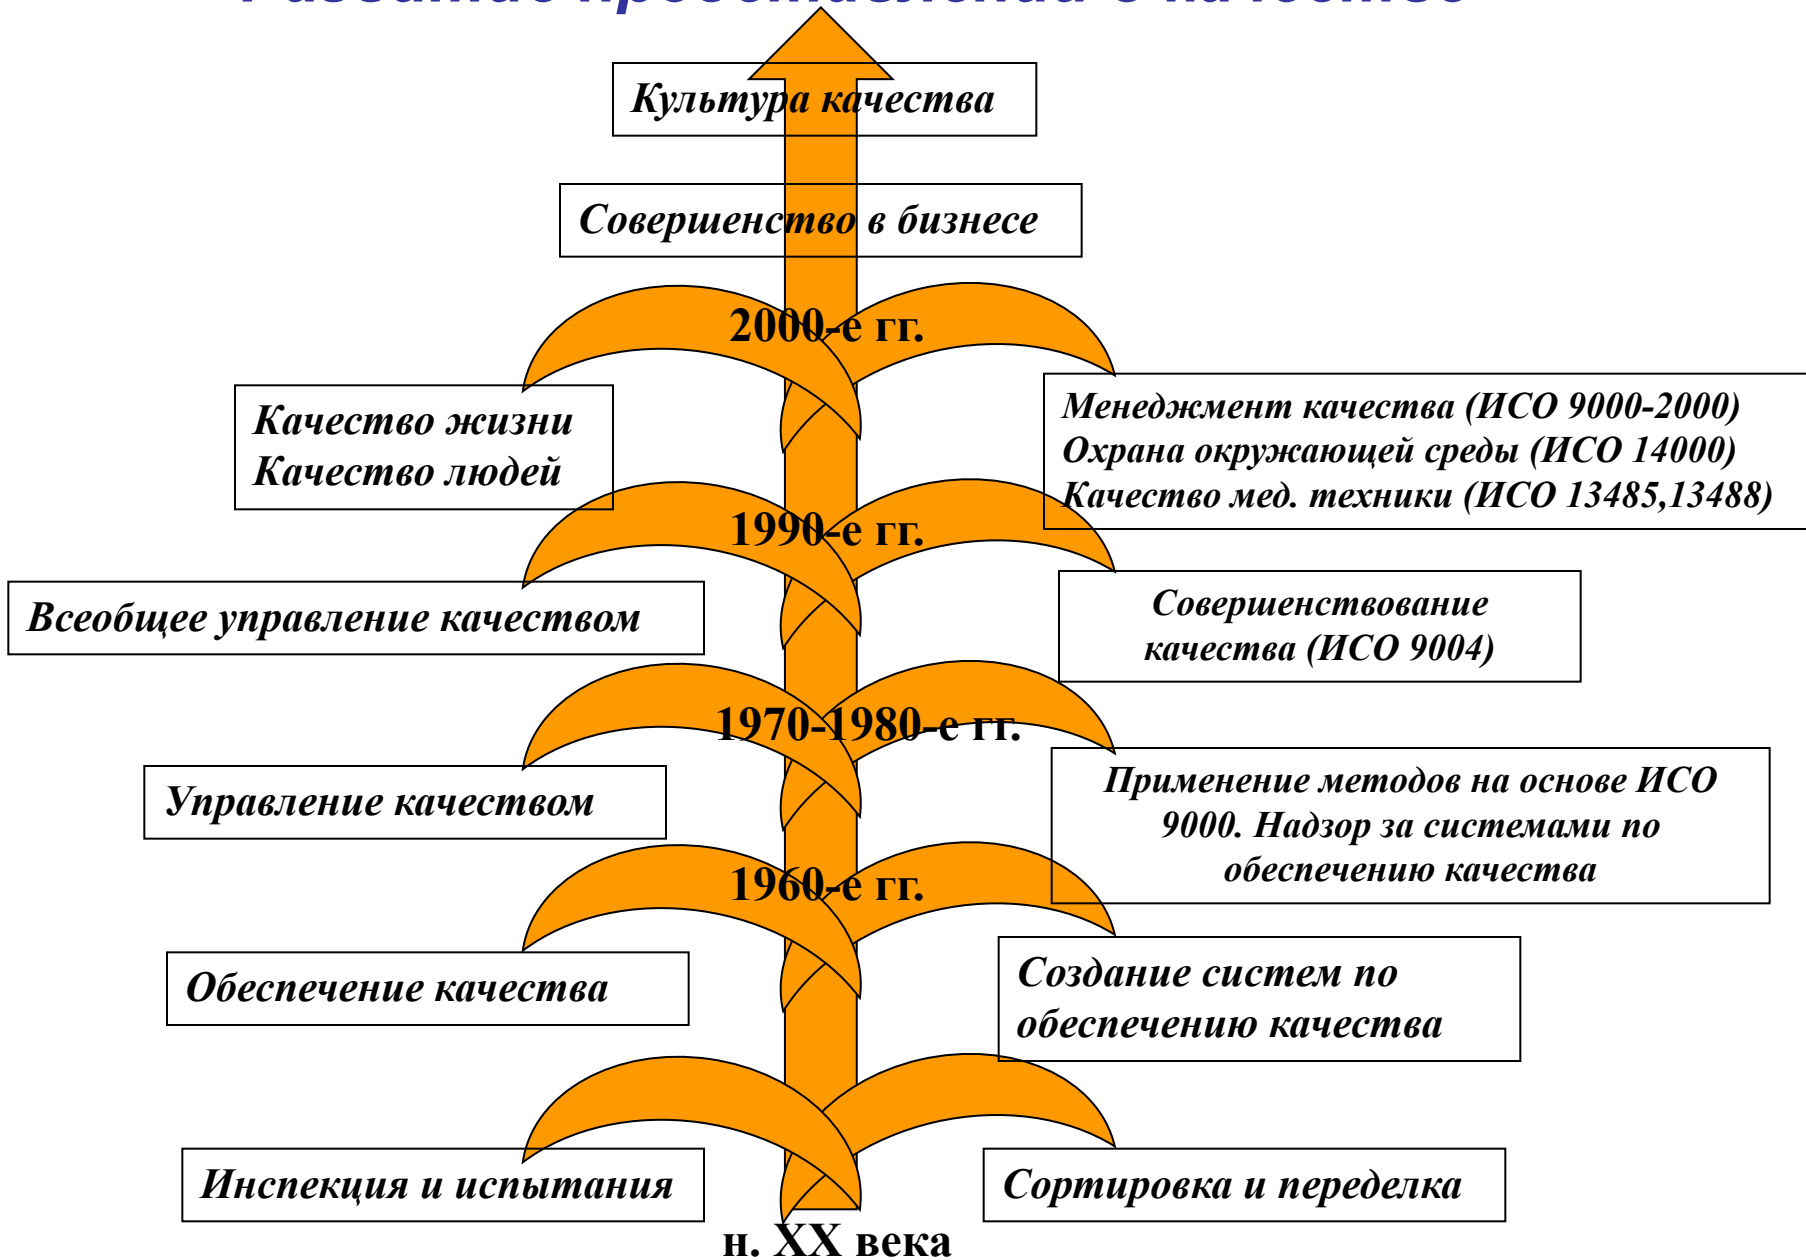 Развитие представлений о качестве
Культура качества
Совершенство в бизнесе
2000-е гг.
Качество жизни
Качество людей
Менеджмент качества (ИСО 9000-2000)
Охрана окружающей среды (ИСО 14000)
Качество мед. техники (ИСО 13485,13488)
1990-е гг.
Всеобщее управление качеством
Совершенствование
качества (ИСО 9004)
1970-1980-е гг.
Управление качеством
Применение методов на основе ИСО
9000. Надзор за системами по
обеспечению качества
1960-е гг.
Обеспечение качества
Создание систем по
обеспечению качества
Инспекция и испытания
Сортировка и переделка
н. XX века